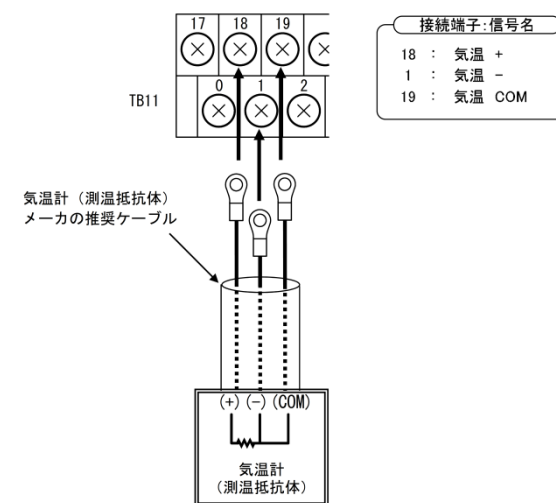 17 18 19
0 1 2
TB11
接続端子:信号名
18 : 気温 +
1 : 気温 -
19 : 気温 COM
気温計(測温抵抗体)
メーカの推奨ケーブル
(+) (-) (COM)
気温計
(測温抵抗体)